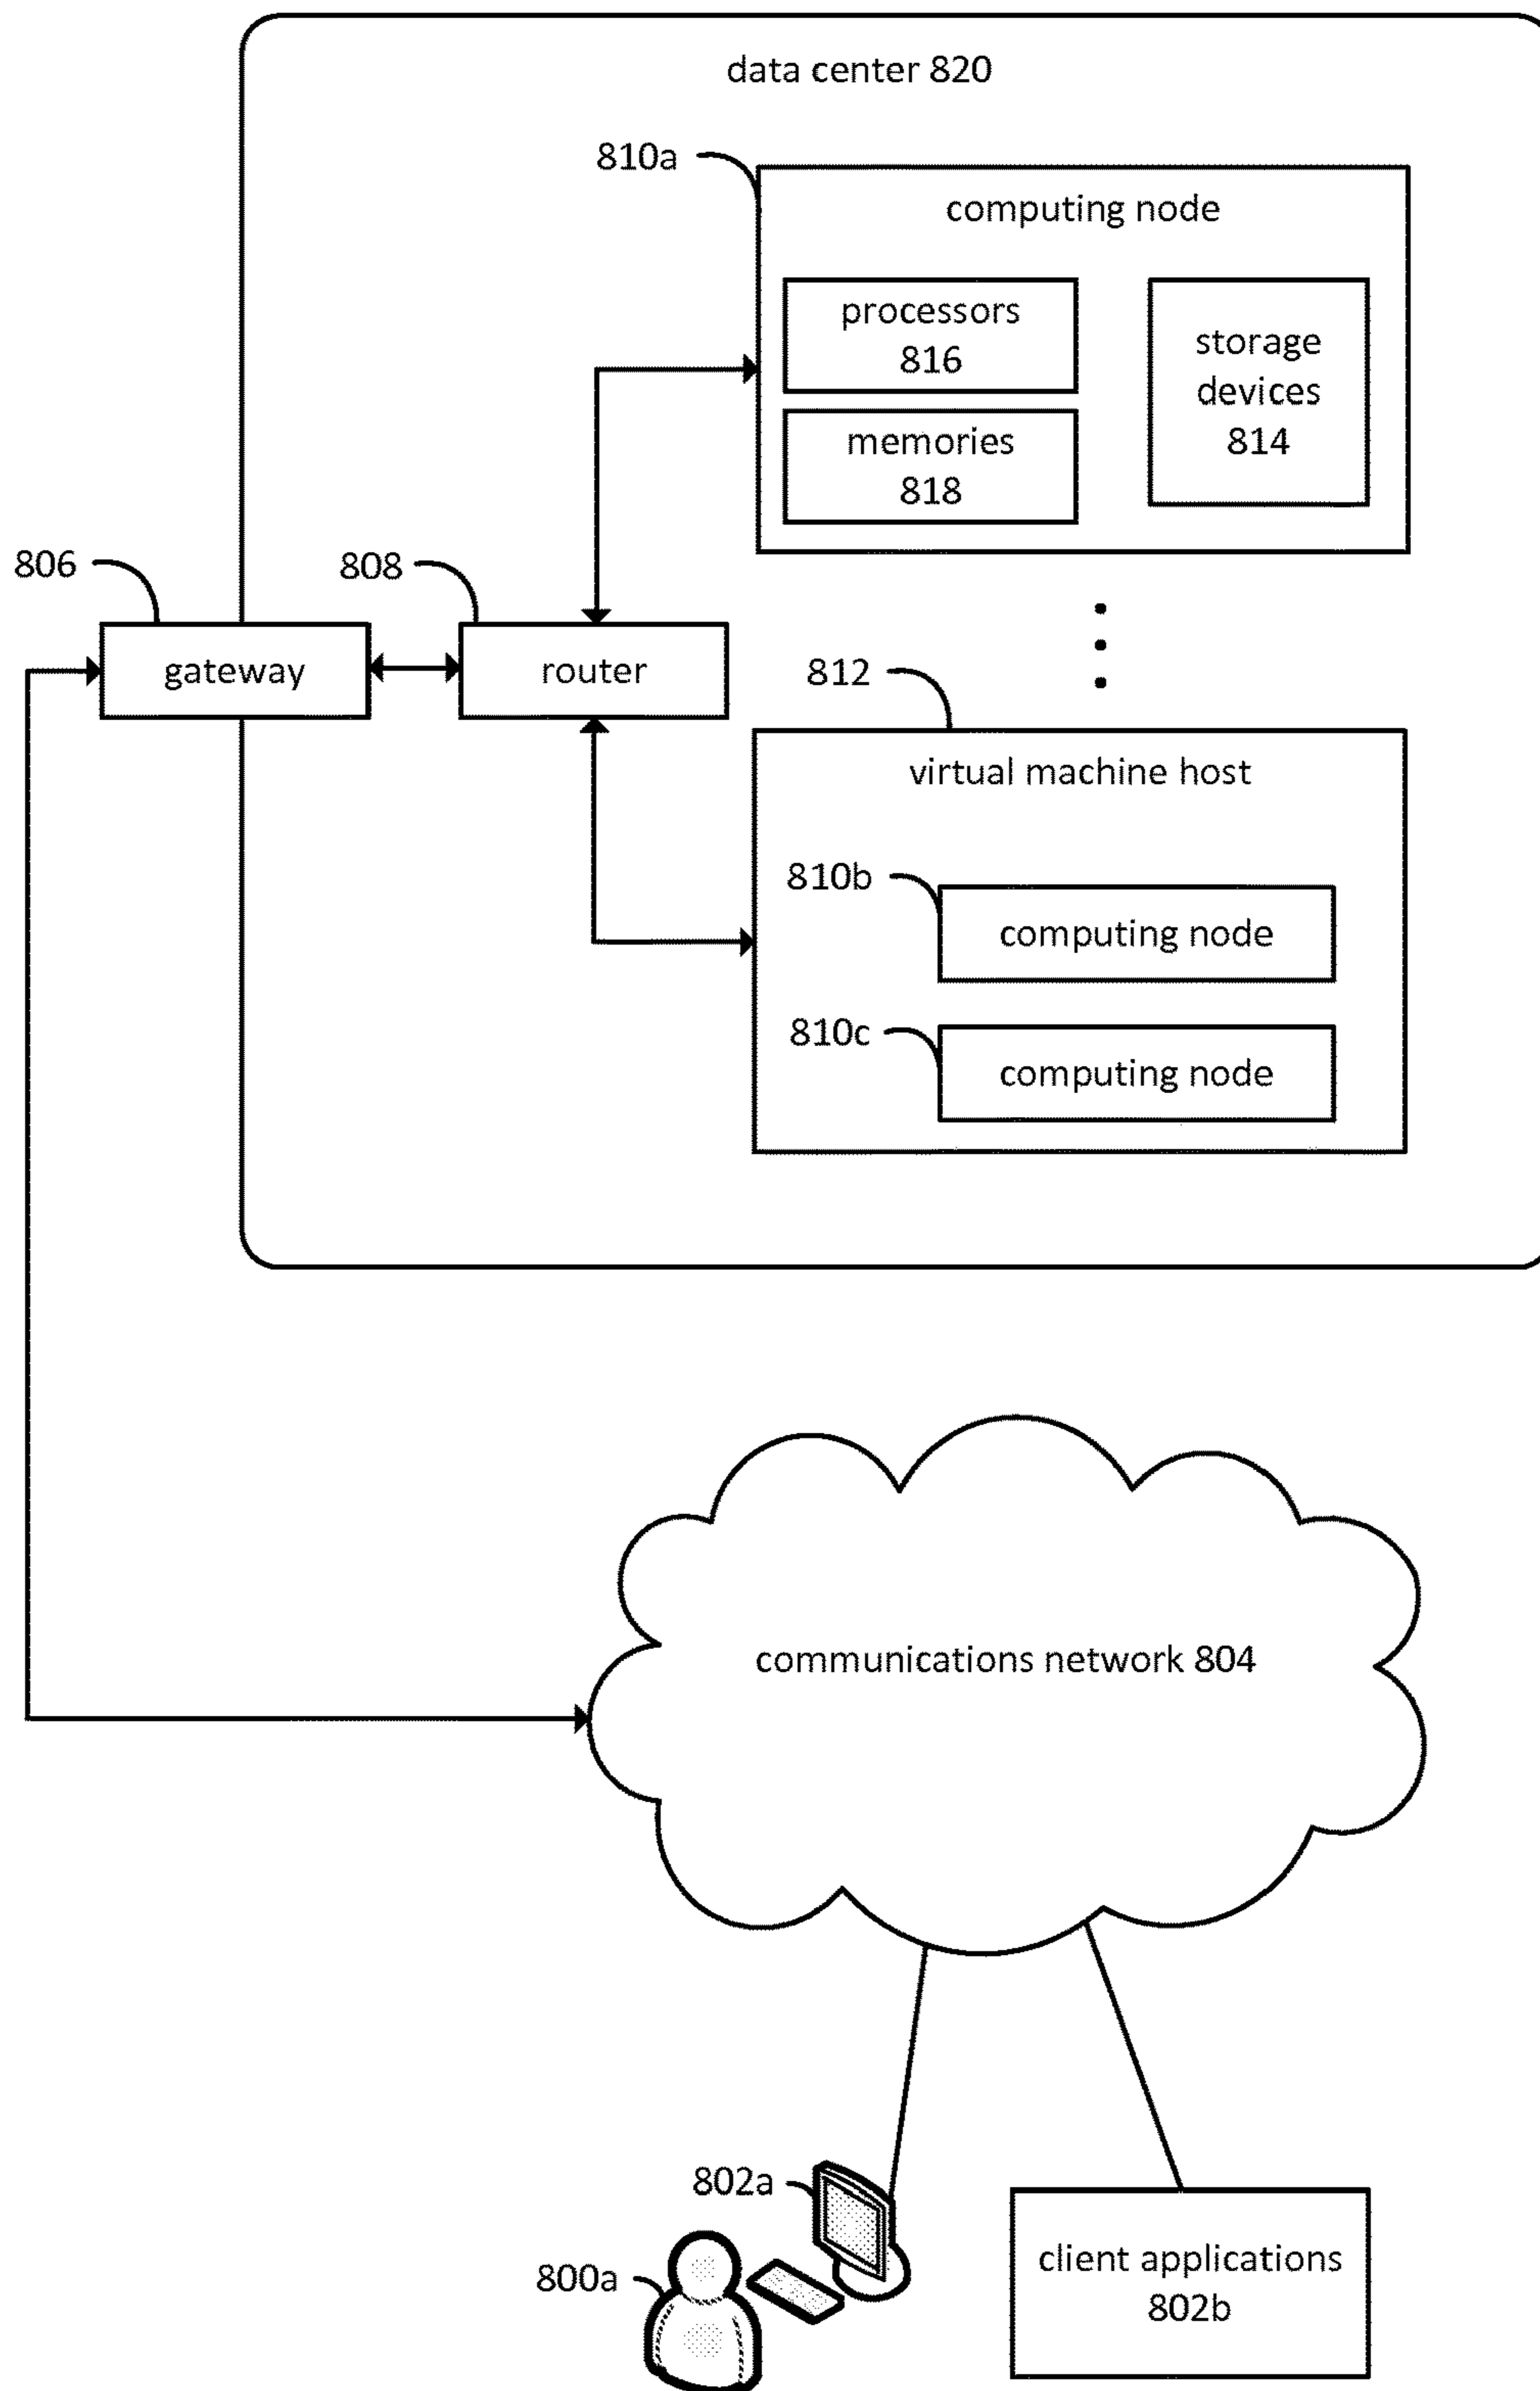 data center 820
810a
computing node
processors
816
storage
devices
814
memories
818
806
808
gateway
router
812
virtual machine host
810b
computing node
810c
computing node
communications network 804
802a
800a
client applications
802b